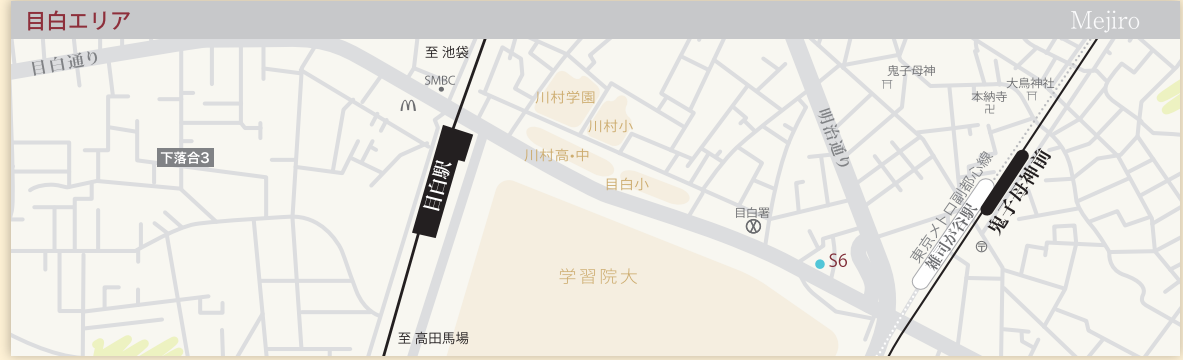 目白エリア
Mejiro
目白通り
至 池袋
SMBC
目白駅
至 高田馬場
下落合3
川村学園
川村小
川村高・中
目白小
学習院大
目白署
S6
明治通り
鬼子母神
大鳥神社
本納寺
東京メトロ副都心線
雑司が谷駅
鬼子母神前